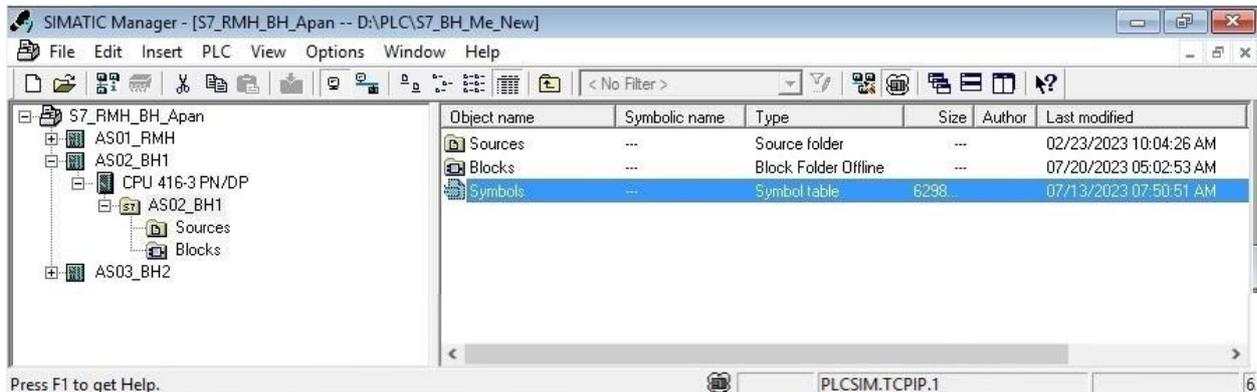 SIMATIC Manager - [S7_RMH_BH_Apan -- D:\PLC\S7_BH_Me_New]
File Edit Insert PLC View Options Window Help
< No Filter >
S7_RMH_BH_Apan
AS01_RMH
AS02_BH1
CPU 416-3 PN/DP
S7 AS02_BH1
Sources
Blocks
AS03_BH2
Object name Symbolic name Type Size Author Last modified
Sources --- Source folder --- 02/23/2023 10:04:26 AM
Blocks --- Block Folder Offline --- 07/20/2023 05:02:53 AM
Symbols --- Symbol table 6298... 07/13/2023 07:50:51 AM
Press F1 to get Help. PLCSIM.TCPIP.1 6